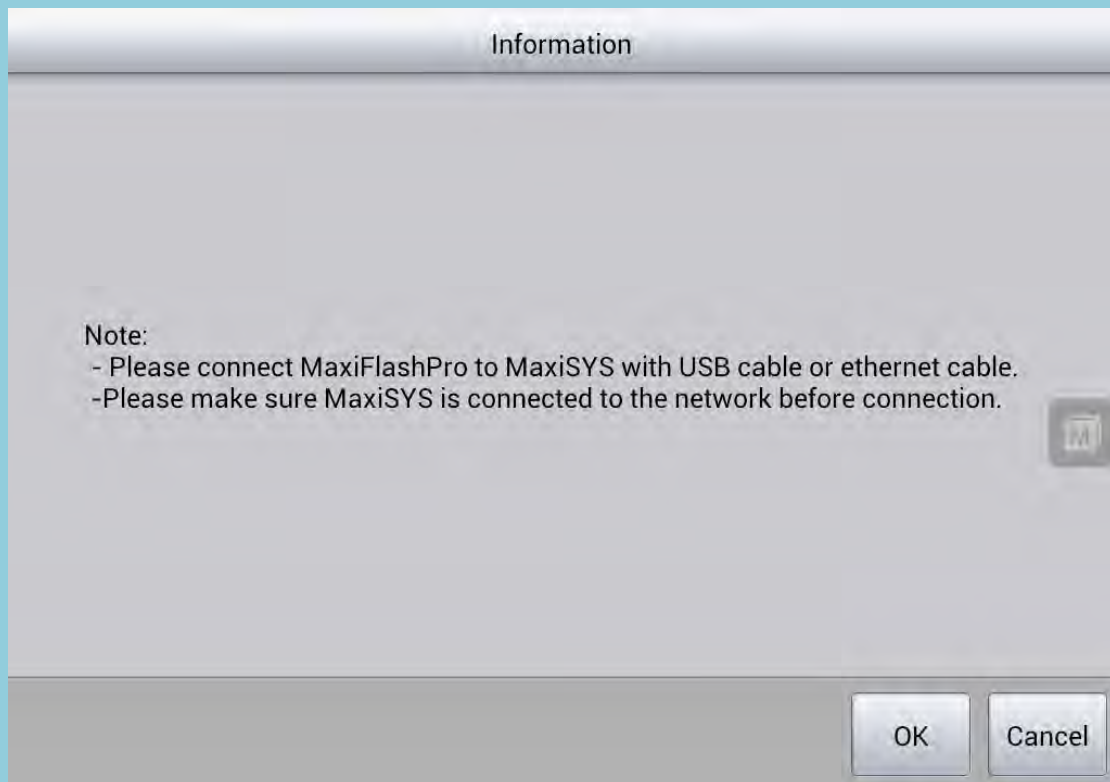 Information
Note:
- Please connect MaxiFlashPro to MaxiSYS with USB cable or ethernet cable.
-Please make sure MaxiSYS is connected to the network before connection.
M
OK
Cancel